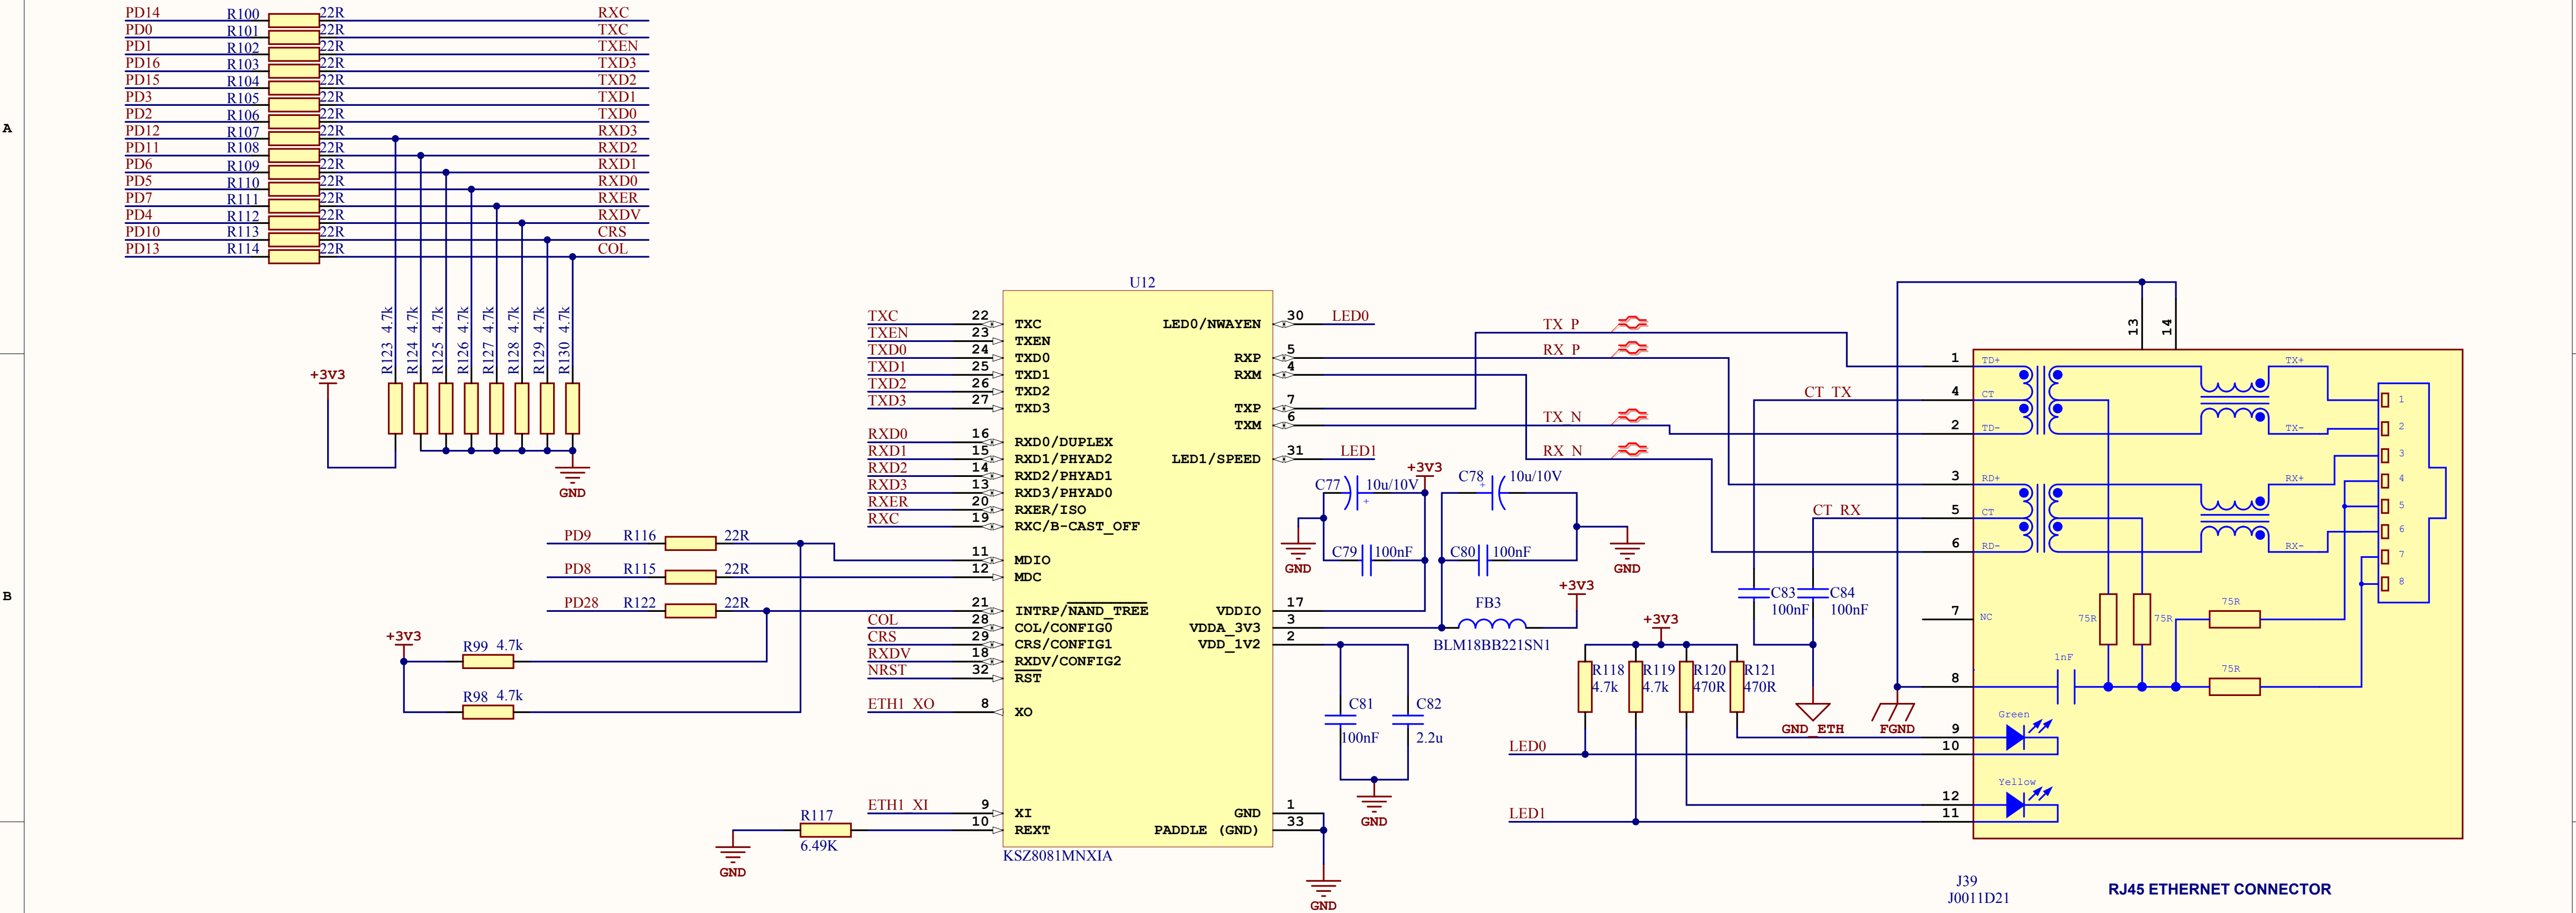 PD14 R100 22R RXC
PD0 R101 22R TXC
PD1 R102 22R TXEN
PD16 R103 22R TXD3
PD15 R104 22R TXD2
PD3 R105 22R TXD1
PD2 R106 22R TXD0
PD12 R107 22R RXD3
PD11 R108 22R RXD2
PD6 R109 22R RXD1
PD5 R110 22R RXD0
PD7 R111 22R RXER
PD4 R112 22R RXDV
PD10 R113 22R CRS
PD13 R114 22R COL
A
B
+3V3
R123 4.7k
R124 4.7k
R125 4.7k
R126 4.7k
R127 4.7k
R128 4.7k
R129 4.7k
R130 4.7k
GND
PD9 R116 22R
PD8 R115 22R
PD28 R122 22R
+3V3
R99 4.7k
R98 4.7k
R117
6.49K
GND
U12
TXC 22 TXC
TXEN 23 TXEN
TXD0 24 TXD0
TXD1 25 TXD1
TXD2 26 TXD2
TXD3 27 TXD3
RXD0 16 RXD0/DUPLEX
RXD1 15 RXD1/PHYAD2
RXD2 14 RXD2/PHYAD1
RXD3 13 RXD3/PHYAD0
RXER 20 RXER/ISO
RXC 19 RXC/B-CAST_OFF
11 MDIO
12 MDC
21 INTRP/NAND_TREE
COL 28 COL/CONFIG0
CRS 29 CRS/CONFIG1
RXDV 18 RXDV/CONFIG2
NRST 32 RST
ETH1_XO 8 XO
ETH1_XI 9 XI
10 REXT
LED0/NWAYEN 30 LED0
RXP 5
RXM 4
TXP 7
TXM 6
LED1/SPEED 31 LED1
VDDIO 17
VDDA_3V3 3
VDD_1V2 2
GND 1
PADDLE (GND) 33
KSZ8081MNXIA
GND
TX_P
RX_P
TX_N
RX_N
+3V3
C77 10u/10V
C78 10u/10V
+
+
C79 100nF
C80 100nF
GND
GND
FB3
BLM18BB221SN1
+3V3
C81
100nF
C82
2.2u
GND
+3V3
R118
4.7k
R119
4.7k
R120
470R
R121
470R
LED0
LED1
CT_TX
CT_RX
C83
100nF
C84
100nF
GND_ETH
FGND
13
14
1 TD+
4 CT
2 TD-
3 RD+
5 CT
6 RD-
7 NC
8
9
10
12
11
TX+
TX-
RX+
RX-
1
2
3
4
5
6
7
8
75R
75R
75R
75R
1nF
Green
Yellow
J39
J0011D21
RJ45 ETHERNET CONNECTOR